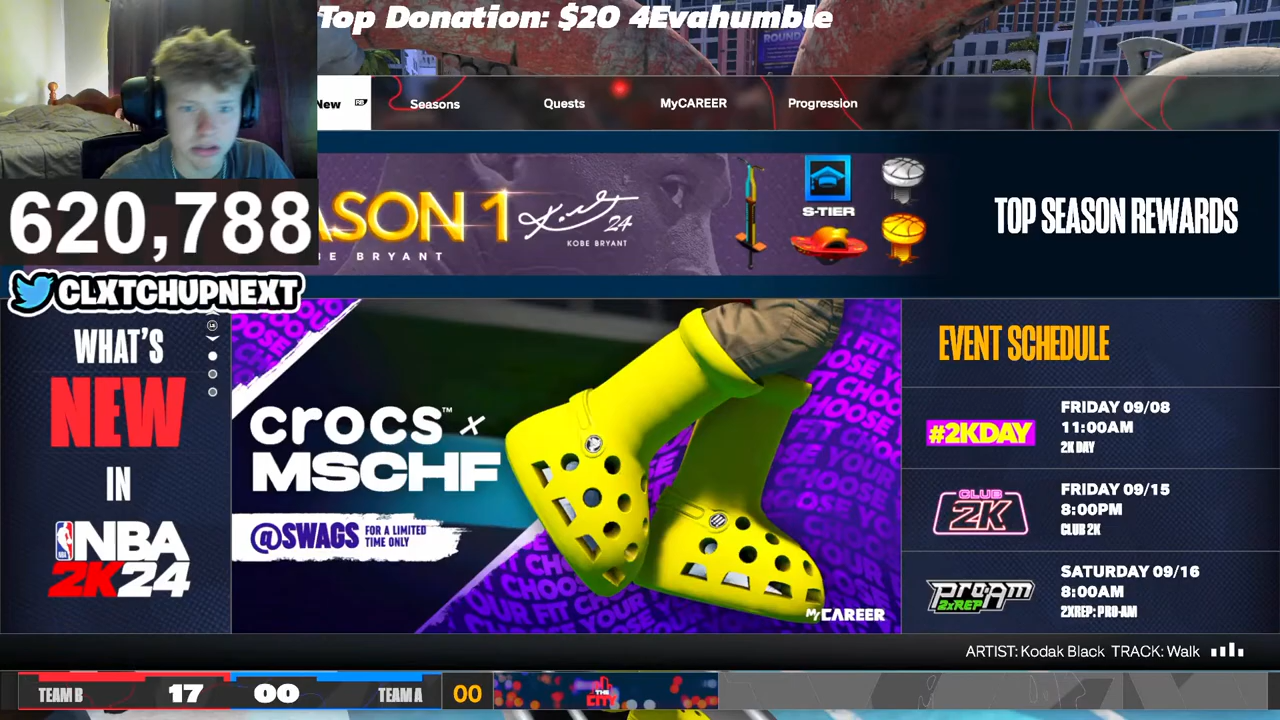 Top Donation: $20 4Evahumble
New
Seasons
Quests
MyCAREER
Progression
620,788
CLXTCHUPNEXT
ASON 1
24
KOBE BRYANT
E BRYANT
S-TIER
TOP SEASON REWARDS
WHAT'S
NEW
IN
NBA
2K24
crocs™ x
MSCHF
@SWAGS
FOR A LIMITED
TIME ONLY
MyCAREER
EVENT SCHEDULE
#2KDAY
FRIDAY 09/08
11:00AM
2K DAY
CLUB
2K
FRIDAY 09/15
8:00PM
CLUB 2K
PRO-AM
2xREP
SATURDAY 09/16
8:00AM
2XREP: PRO-AM
ARTIST: Kodak Black TRACK: Walk
TEAM B
17
00
TEAM A
00
THE
CITY